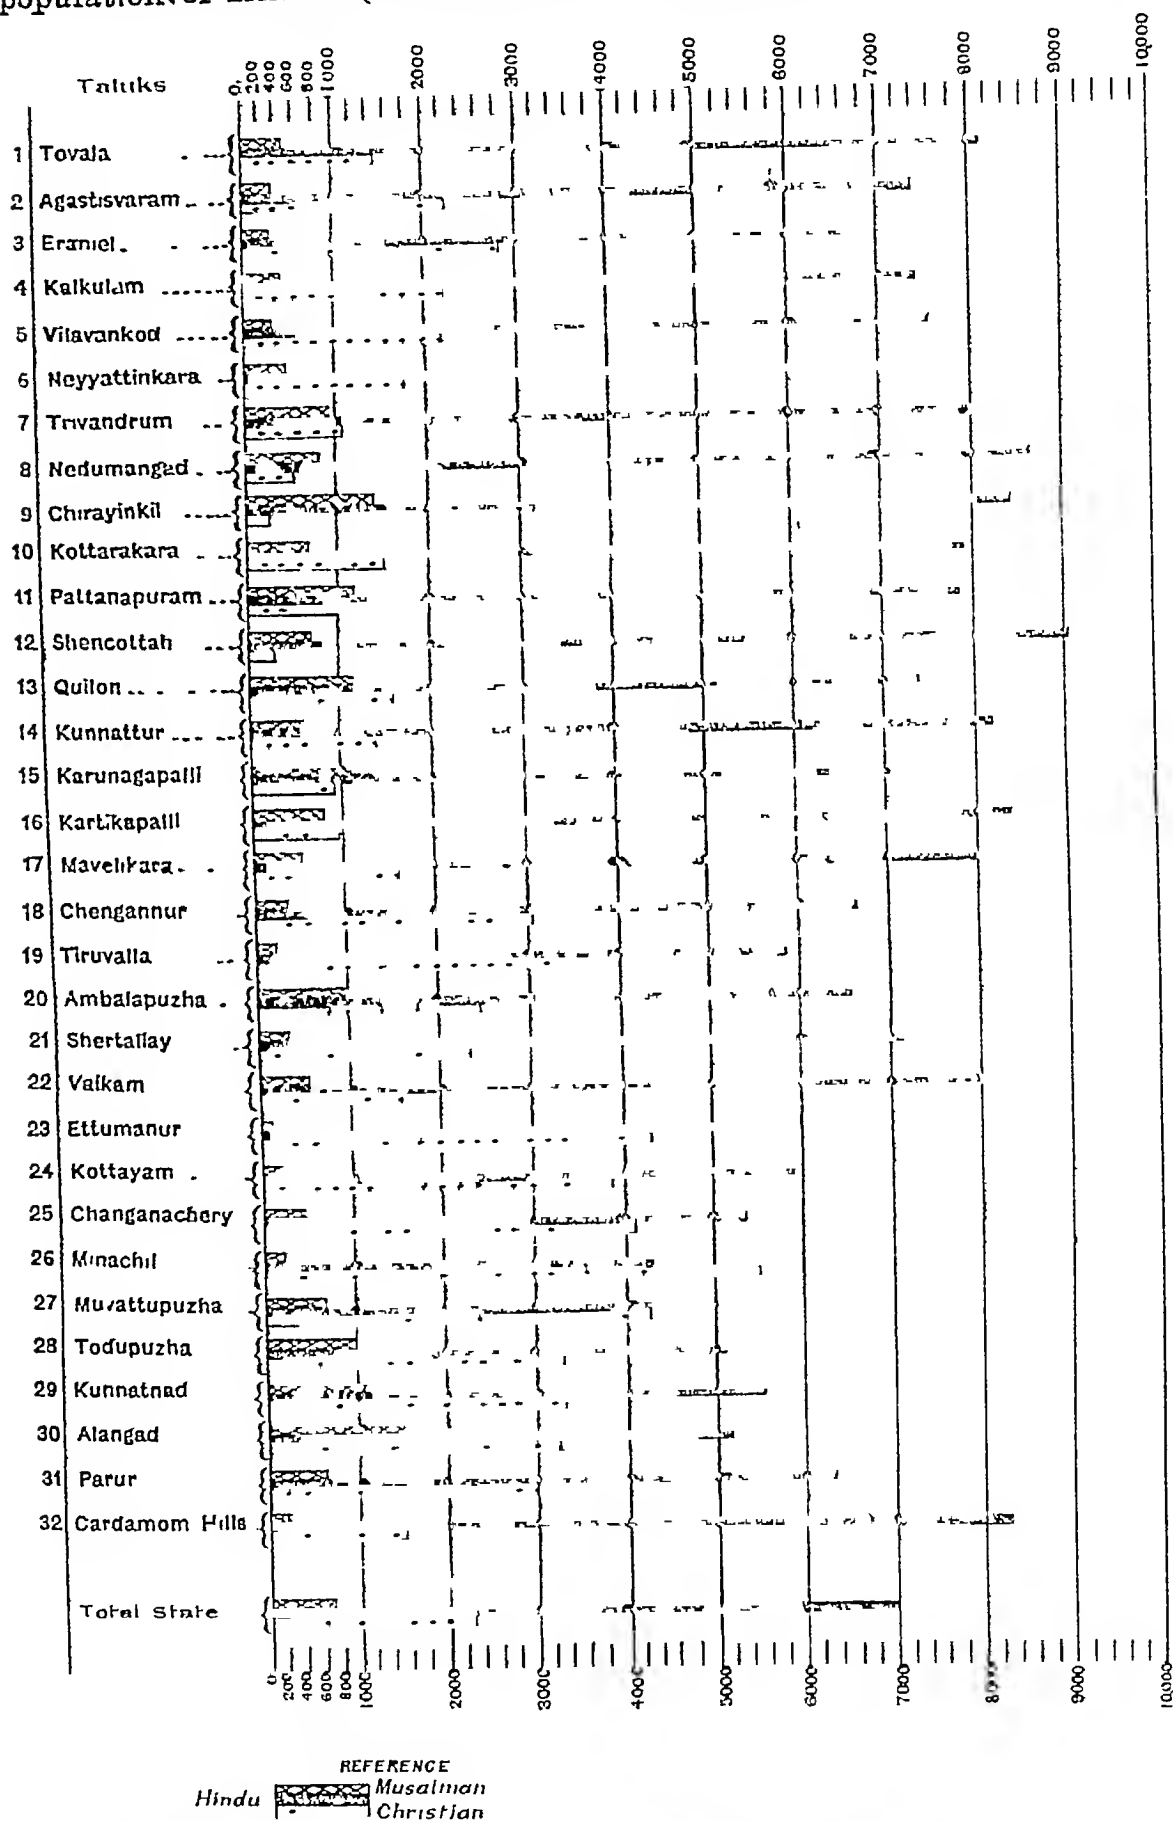 Taluks
0 200 400 600 800 1000 2000 3000 4000 5000 6000 7000 8000 9000 10,000
1 Tovala
2 Agastisvaram
3 Eraniel
4 Kalkulam
5 Vilavankod
6 Neyyattinkara
7 Trivandrum
8 Nedumangad
9 Chirayinkil
10 Kottarakara
11 Pattanapuram
12 Shencottah
13 Quilon
14 Kunnattur
15 Karunagapalli
16 Kartikapalli
17 Mavelikara
18 Chengannur
19 Tiruvalla
20 Ambalapuzha
21 Shertallay
22 Vaikam
23 Ettumanur
24 Kottayam
25 Changanachery
26 Minachil
27 Muvattupuzha
28 Todupuzha
29 Kunnatnad
30 Alangad
31 Parur
32 Cardamom Hills
Total State
0 200 400 600 800 1000 2000 3000 4000 5000 6000 7000 8000 9000 10,000
REFERENCE
Hindu Musalman
Christian